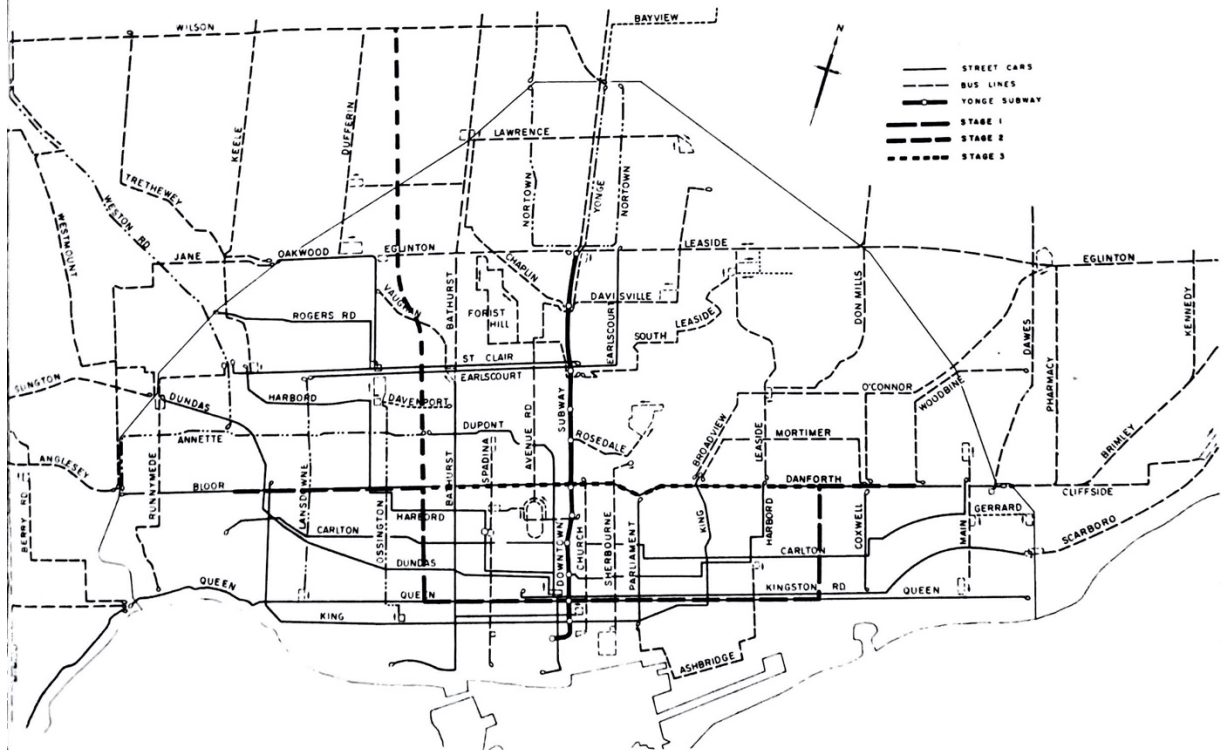 BAYVIEW
WILSON
N
STREET CARS
BUS LINES
YONGE SUBWAY
STAGE 1
STAGE 2
STAGE 3
KEELE
DUFFERIN
LAWRENCE
TRETHEWEY
WESTON RD
WESTMOUNT
NORTOWN
YONGE
NORTOWN
JANE
OAKWOOD
EGLINTON
LEASIDE
EGLINTON
CHAPLIN
BATHURST
VAUGHAN
FORIST
HILL
DAVISVILLE
LEASIDE
SOUTH
EARLSCOURT
DON MILLS
DAWES
KENNEDY
ROGERS RD
ST CLAIR
EARLSCOURT
PHARMACY
SLINGTON
DUNDAS
HARBORD
DAVENPORT
AVENUE RD
SUBWAY
O'CONNOR
WOODBINE
ANNETTE
DUPONT
ROSEDALE
BROADVIEW
MORTIMER
LEASIDE
BRIMLEY
ANGLESEY
BLOOR
BATHURST
SPADINA
DANFORTH
CLIFFSIDE
BERRY RD
RUNNYMEDE
LANSDOWNE
OSSINGTON
HARBORD
CARLTON
DOWNTOWN
CHURCH
SHERBOURNE
PARLIAMENT
KING
HARBORD
COXWELL
MAIN
GERRARD
SCARBORO
CARLTON
DUNDAS
QUEEN
QUEEN
KINGSTON RD
QUEEN
KING
ASHBRIDGE